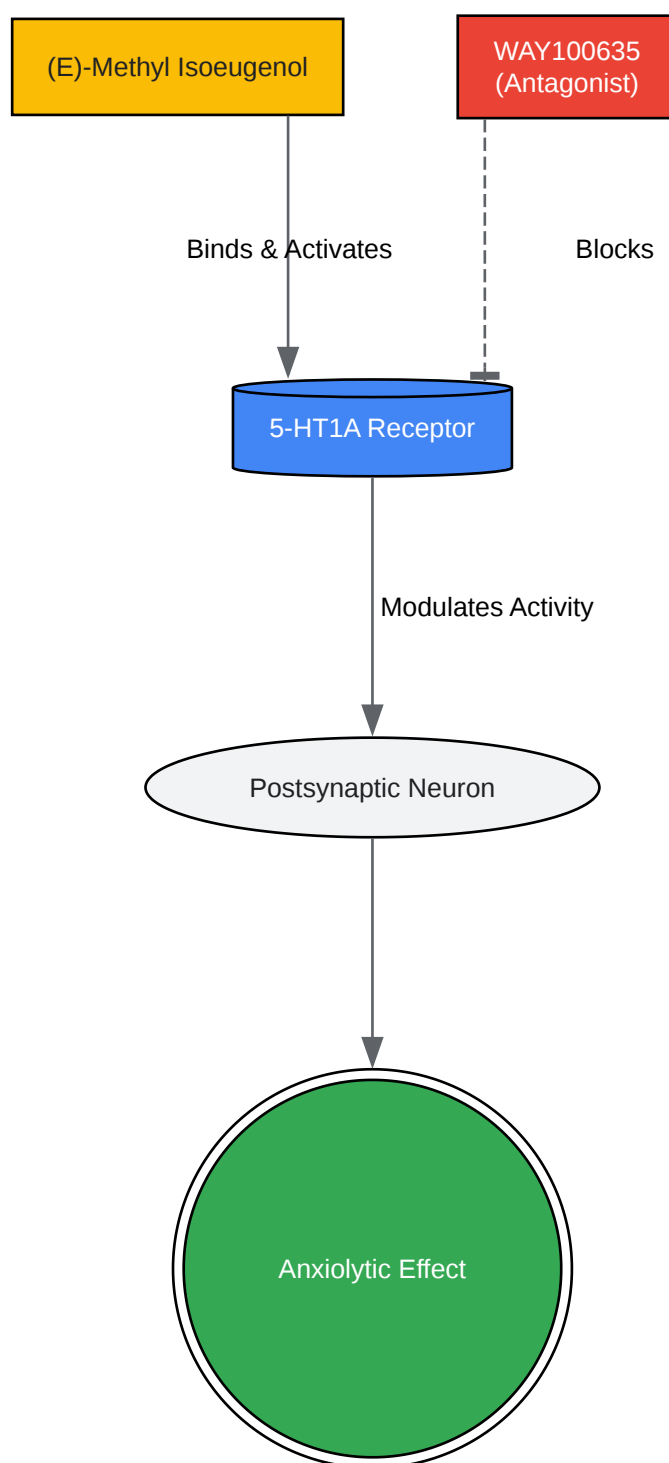 (E)-Methyl Isoeugenol
WAY100635
(Antagonist)
Binds & Activates
Blocks
5-HT1A Receptor
Modulates Activity
Postsynaptic Neuron
Anxiolytic Effect